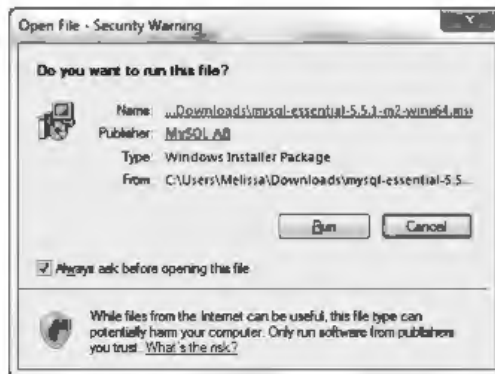 Open File - Security Warning
Do you want to run this file?
Name: ...Downloads\mysql-essential-5.5.1-m2-winx64.msi
Publisher: MySQL AB
Type: Windows Installer Package
From: C:\Users\Melissa\Downloads\mysql-essential-5.5...
Run
Cancel
Always ask before opening this file
While files from the Internet can be useful, this file type can
potentially harm your computer. Only run software from publishers
you trust. What's the risk?